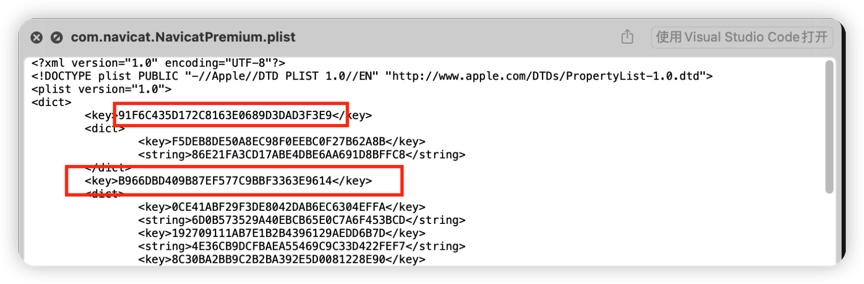 com.navicat.NavicatPremium.plist
使用 Visual Studio Code 打开
<?xml version="1.0" encoding="UTF-8"?>
<!DOCTYPE plist PUBLIC "-//Apple//DTD PLIST 1.0//EN" "http://www.apple.com/DTDs/PropertyList-1.0.dtd">
<plist version="1.0">
<dict>
<key>91F6C435D172C8163E0689D3DAD3F3E9</key>
<dict>
<key>F5DEB8DE50A8EC98F0EEBC0F27B62A8B</key>
<string>86E21FA3CD17ABE4DBE6AA691D8BFFC8</string>
</dict>
<key>B966DBD409B87EF577C9BBF3363E9614</key>
<dict>
<key>0CE41ABF29F3DE8042DAB6EC6304EFFA</key>
<string>6D0B573529A40EBCB65E0C7A6F453BCD</string>
<key>192709111AB7E1B2B4396129AEDD6B7D</key>
<string>4E36CB9DCFBAEA55469C9C33D422FEF7</string>
<key>8C30BA2BB9C2B2BA392E5D0081228E90</key>